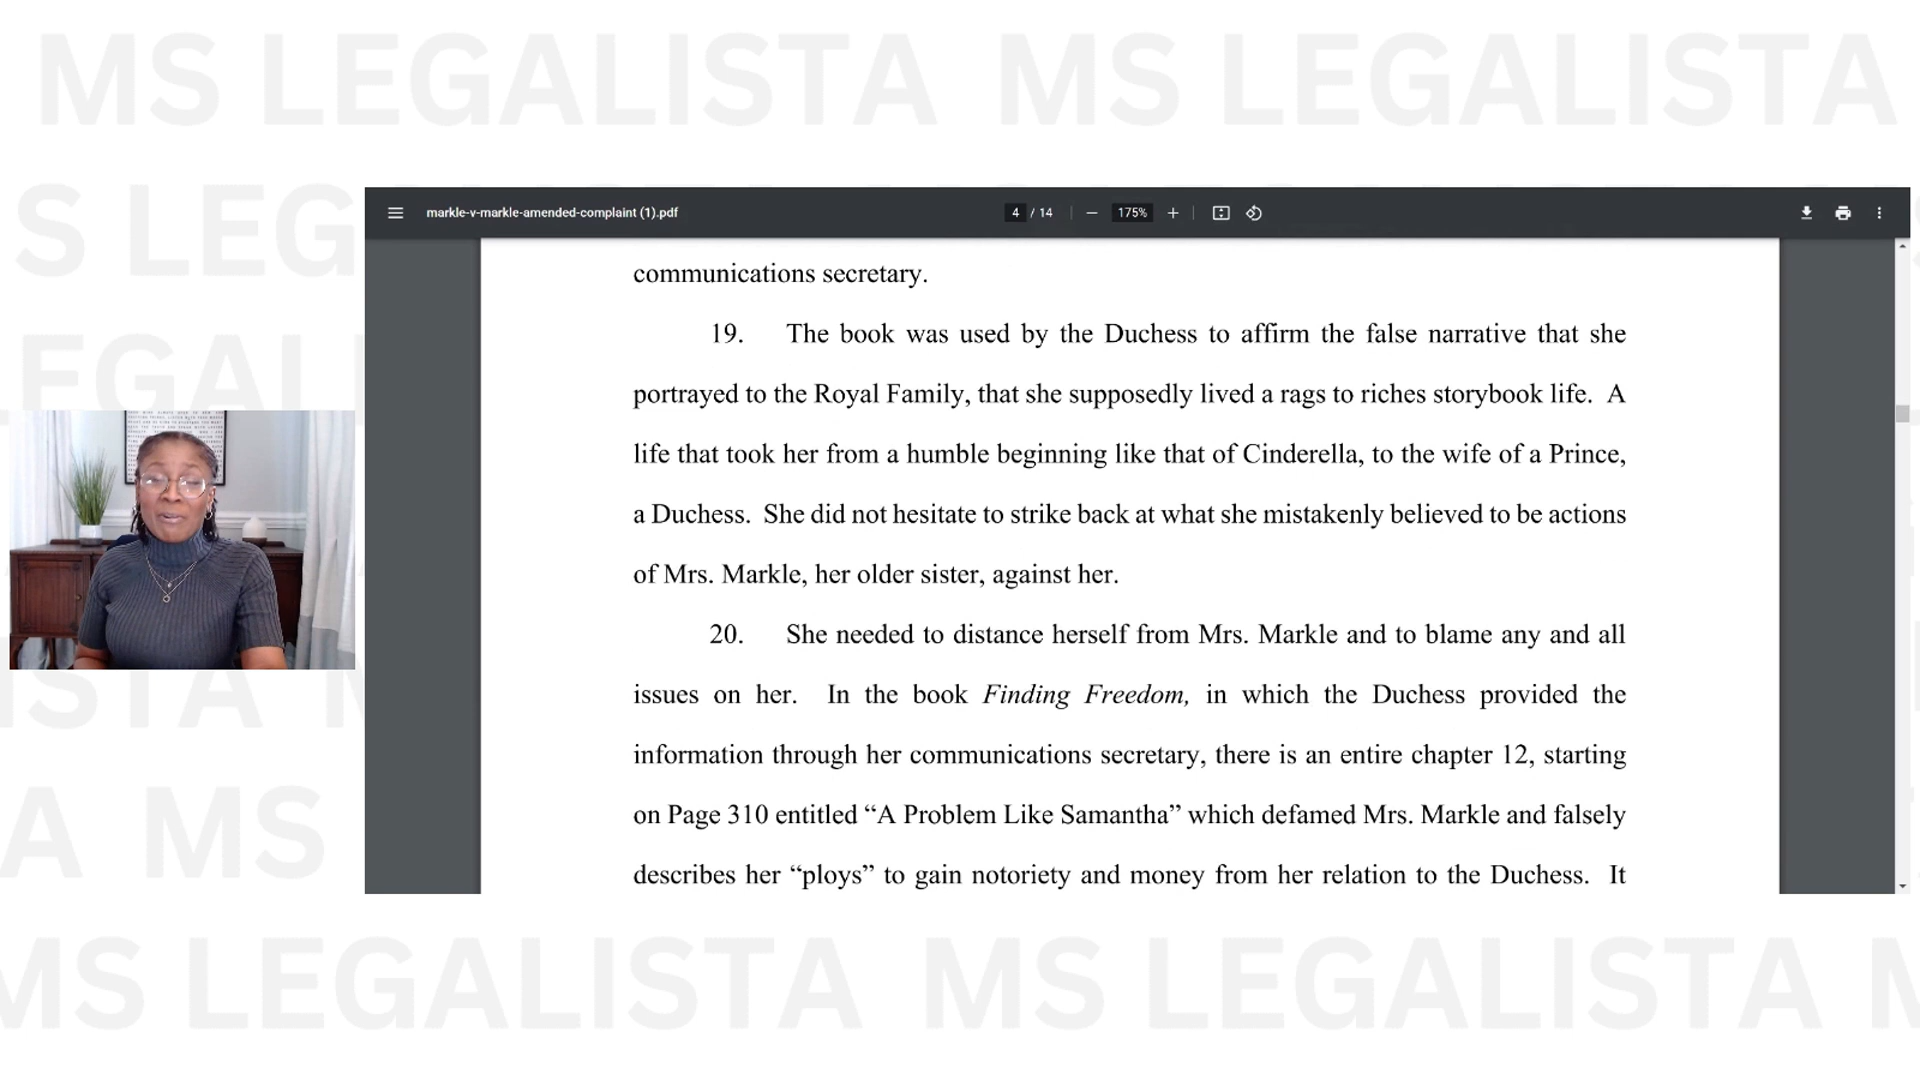 MS LEGALISTA MS LEGALISTA
S LEG
markle-v-markle-amended-complaint (1).pdf
4 / 14
175%
communications secretary.
19. The book was used by the Duchess to affirm the false narrative that she
portrayed to the Royal Family, that she supposedly lived a rags to riches storybook life. A
life that took her from a humble beginning like that of Cinderella, to the wife of a Prince,
a Duchess. She did not hesitate to strike back at what she mistakenly believed to be actions
of Mrs. Markle, her older sister, against her.
20. She needed to distance herself from Mrs. Markle and to blame any and all
issues on her. In the book Finding Freedom, in which the Duchess provided the
information through her communications secretary, there is an entire chapter 12, starting
on Page 310 entitled “A Problem Like Samantha” which defamed Mrs. Markle and falsely
describes her “ploys” to gain notoriety and money from her relation to the Duchess. It
EGALI
ISTA M
A MS
MS LEGALISTA MS LEGALISTA M